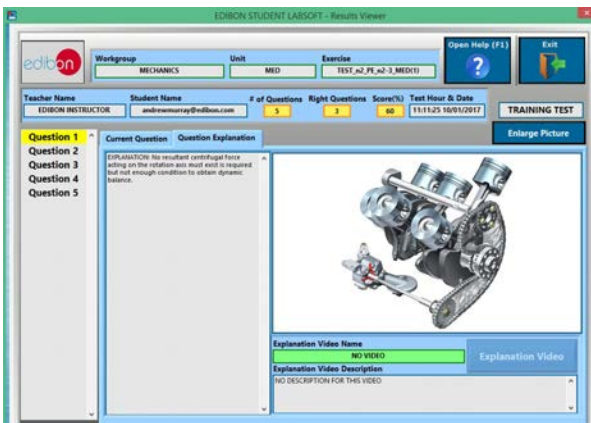 EDIBON STUDENT LABSOFT - Results Viewer
edibon
Workgroup
MECHANICS
Unit
MED
Exercise
TEST_n2_PE_n2-3_MED(1)
Open Help (F1)
?
Exit
Teacher Name
EDIBON INSTRUCTOR
Student Name
andrewmurray@edibon.com
# of Questions
5
Right Questions
3
Score(%)
60
Test Hour & Date
11:11:25 10/01/2017
TRAINING TEST
Enlarge Picture
Question 1
Question 2
Question 3
Question 4
Question 5
Current Question
Question Explanation
EXPLANATION: No resultant centrifugal force
acting on the rotation axis must exist is required
but not enough condition to obtain dynamic
balance.
Explanation Video Name
NO VIDEO
Explanation Video
Explanation Video Description
NO DESCRIPTION FOR THIS VIDEO